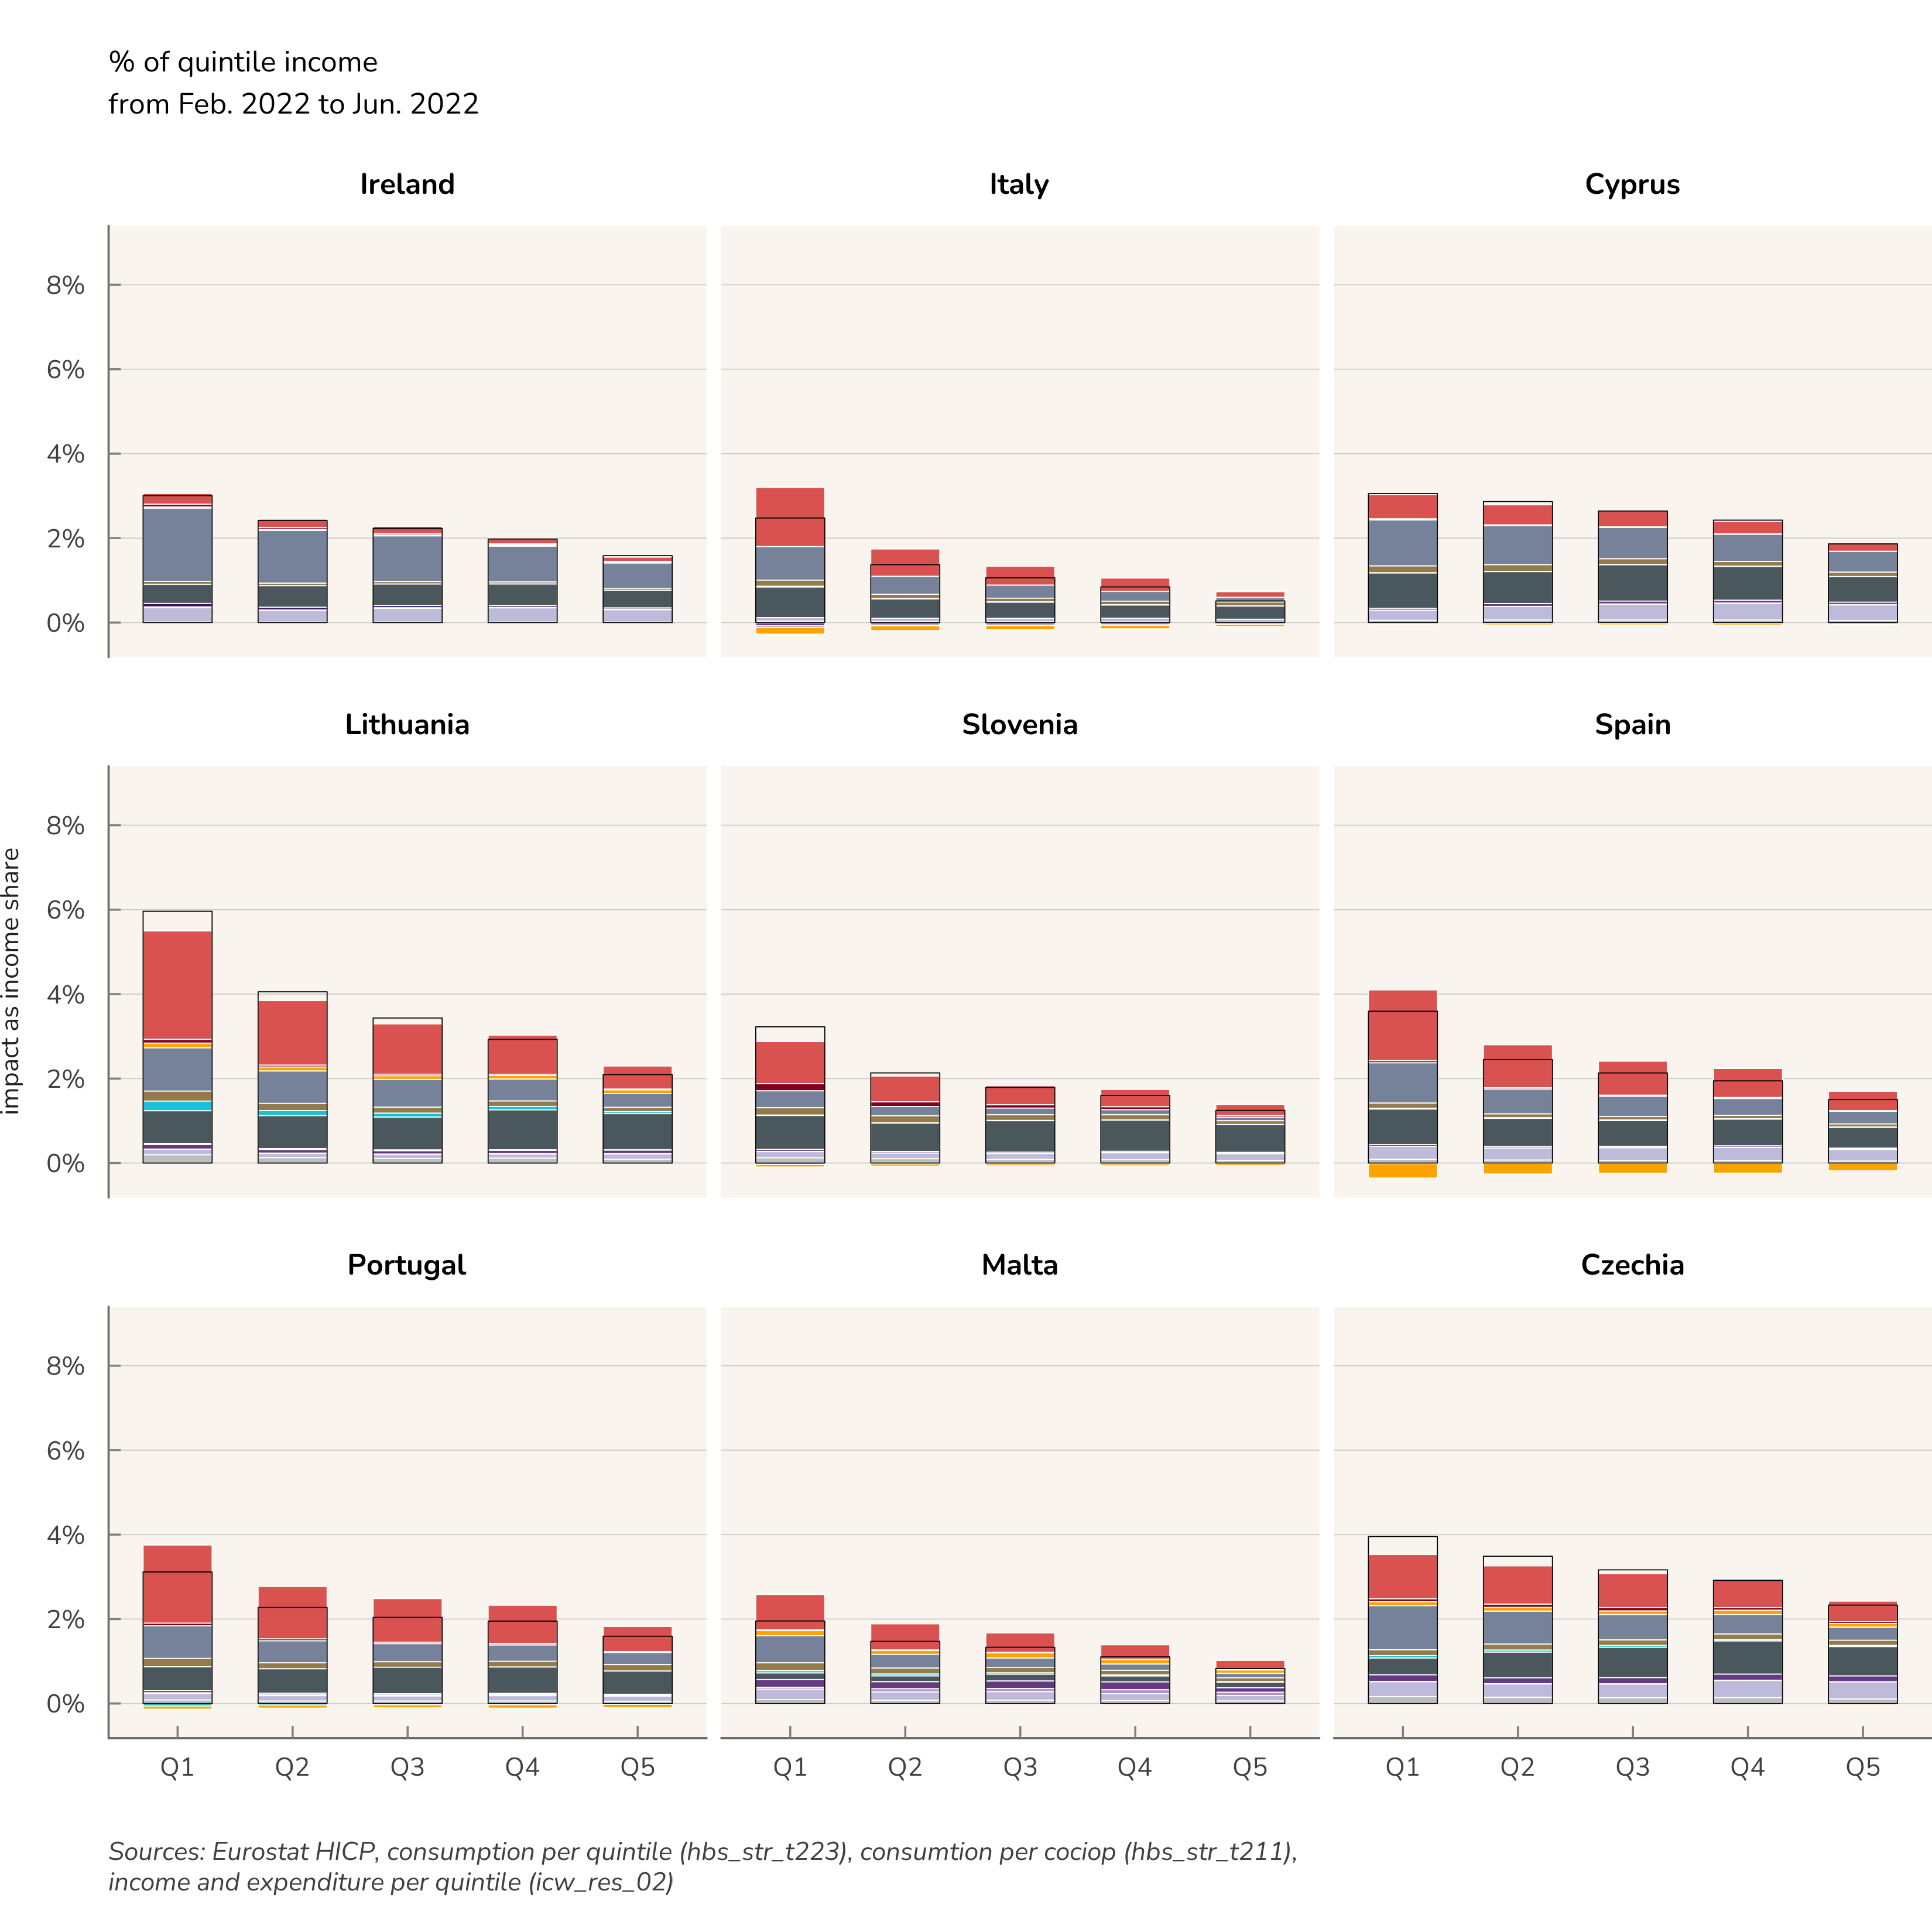 % of quintile income
from Feb. 2022 to Jun. 2022
Ireland
Italy
Cyprus
8%
6%
4%
2%
0%
Lithuania
Slovenia
Spain
impact as income share
8%
6%
4%
2%
0%
Portugal
Malta
Czechia
8%
6%
4%
2%
0%
Q1 Q2 Q3 Q4 Q5 Q1 Q2 Q3 Q4 Q5 Q1 Q2 Q3 Q4 Q5
Sources: Eurostat HICP, consumption per quintile (hbs_str_t223), consumtion per cociop (hbs_str_t211),
income and expenditure per quintile (icw_res_02)